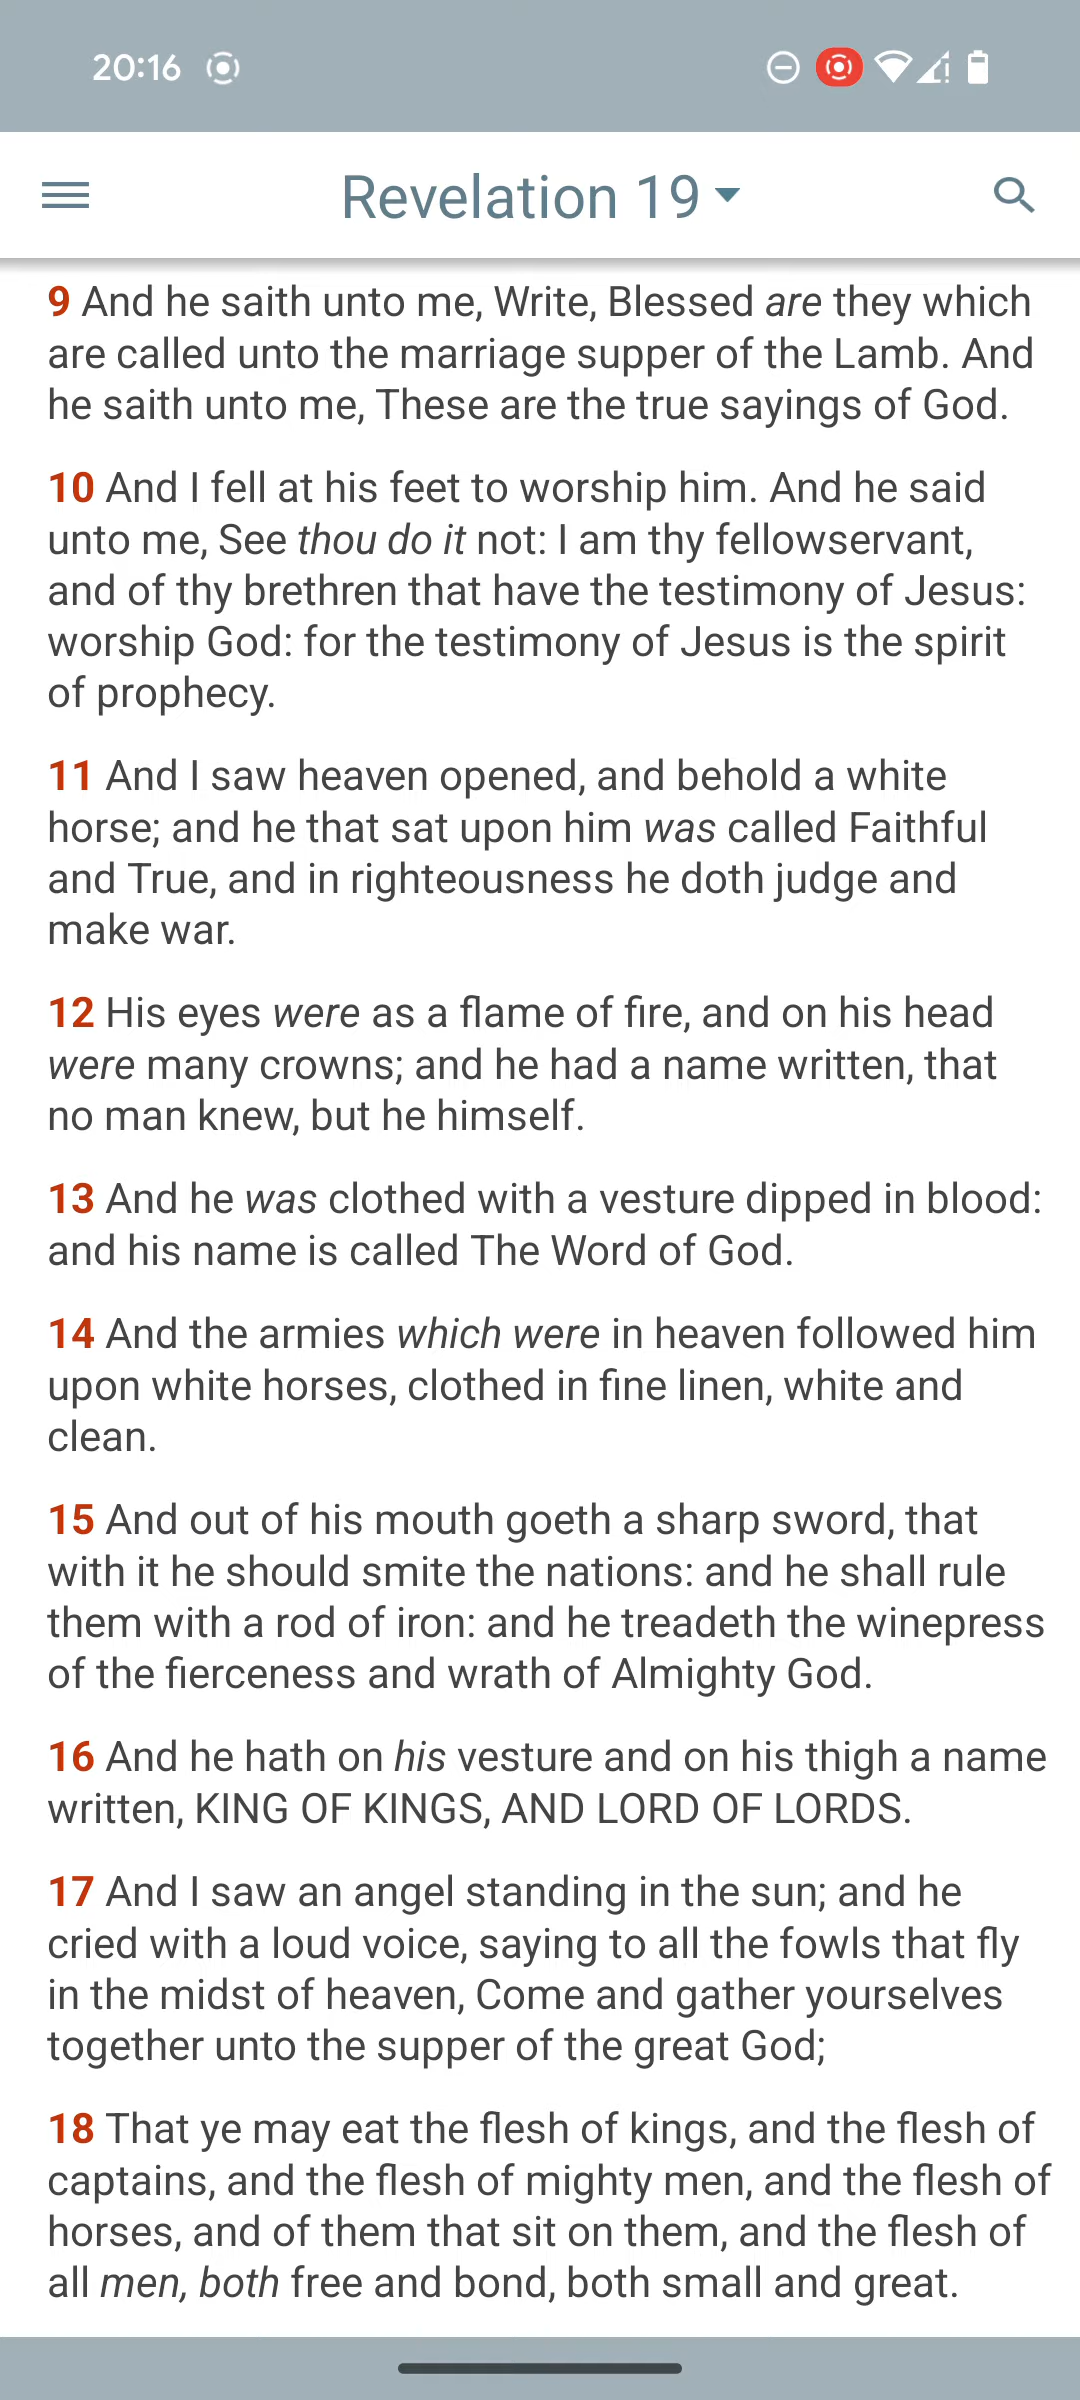 20:16
Revelation 19
9 And he saith unto me, Write, Blessed are they which
are called unto the marriage supper of the Lamb. And
he saith unto me, These are the true sayings of God.
10 And I fell at his feet to worship him. And he said
unto me, See thou do it not: I am thy fellowservant,
and of thy brethren that have the testimony of Jesus:
worship God: for the testimony of Jesus is the spirit
of prophecy.
11 And I saw heaven opened, and behold a white
horse; and he that sat upon him was called Faithful
and True, and in righteousness he doth judge and
make war.
12 His eyes were as a flame of fire, and on his head
were many crowns; and he had a name written, that
no man knew, but he himself.
13 And he was clothed with a vesture dipped in blood:
and his name is called The Word of God.
14 And the armies which were in heaven followed him
upon white horses, clothed in fine linen, white and
clean.
15 And out of his mouth goeth a sharp sword, that
with it he should smite the nations: and he shall rule
them with a rod of iron: and he treadeth the winepress
of the fierceness and wrath of Almighty God.
16 And he hath on his vesture and on his thigh a name
written, KING OF KINGS, AND LORD OF LORDS.
17 And I saw an angel standing in the sun; and he
cried with a loud voice, saying to all the fowls that fly
in the midst of heaven, Come and gather yourselves
together unto the supper of the great God;
18 That ye may eat the flesh of kings, and the flesh of
captains, and the flesh of mighty men, and the flesh of
horses, and of them that sit on them, and the flesh of
all men, both free and bond, both small and great.